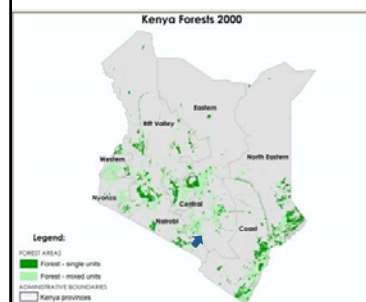 Kenya Forests 2000
Eastern
Rift Valley
Western
North Eastern
Nyanza
Central
Nairobi
Coast
Legend:
FOREST AREAS
Forest - single units
Forest - mixed units
ADMINISTRATIVE BOUNDARIES
Kenya provinces